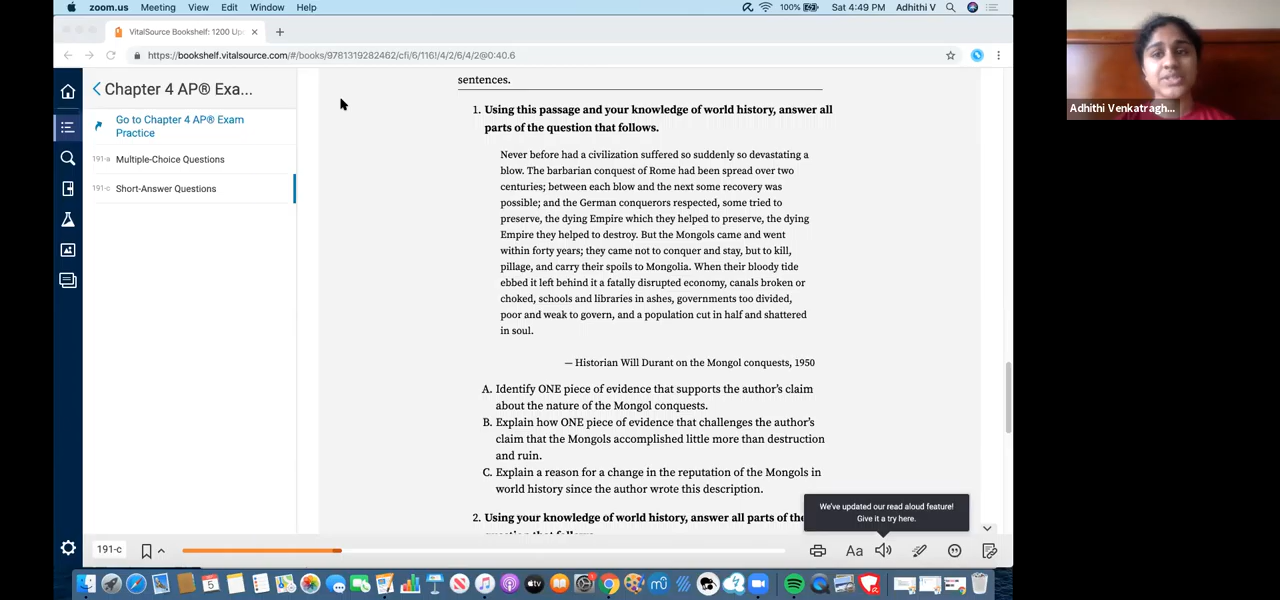 zoom.us Meeting View Edit Window Help 100% Sat 4:49 PM Adhithi V
VitalSource Bookshelf: 1200 Up
https://bookshelf.vitalsource.com/#/books/9781319282462/cfi/6/116!/4/2/6/4/2@0:40.6
Chapter 4 AP® Exa...
Go to Chapter 4 AP® Exam
Practice
191-a Multiple-Choice Questions
191-c Short-Answer Questions
sentences.
1. Using this passage and your knowledge of world history, answer all
parts of the question that follows.
Never before had a civilization suffered so suddenly so devastating a
blow. The barbarian conquest of Rome had been spread over two
centuries; between each blow and the next some recovery was
possible; and the German conquerors respected, some tried to
preserve, the dying Empire which they helped to preserve, the dying
Empire they helped to destroy. But the Mongols came and went
within forty years; they came not to conquer and stay, but to kill,
pillage, and carry their spoils to Mongolia. When their bloody tide
ebbed it left behind it a fatally disrupted economy, canals broken or
choked, schools and libraries in ashes, governments too divided,
poor and weak to govern, and a population cut in half and shattered
in soul.
— Historian Will Durant on the Mongol conquests, 1950
A. Identify ONE piece of evidence that supports the author's claim
about the nature of the Mongol conquests.
B. Explain how ONE piece of evidence that challenges the author's
claim that the Mongols accomplished little more than destruction
and ruin.
C. Explain a reason for a change in the reputation of the Mongols in
world history since the author wrote this description.
2. Using your knowledge of world history, answer all parts of the
We've updated our read aloud feature!
Give it a try here.
191-c
Aa
Adhithi Venkatragh...